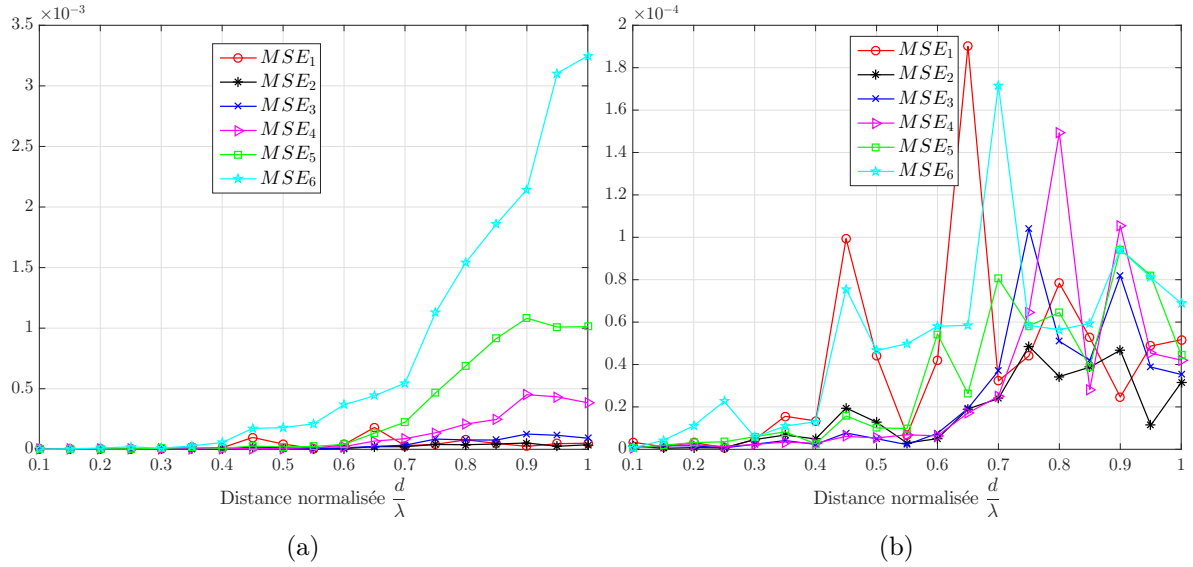 ×10⁻³
3.5
3
2.5
2
1.5
1
0.5
0
0.1 0.2 0.3 0.4 0.5 0.6 0.7 0.8 0.9 1
MSE₁
MSE₂
MSE₃
MSE₄
MSE₅
MSE₆
Distance normalisée d/λ
(a)
×10⁻⁴
2
1.8
1.6
1.4
1.2
1
0.8
0.6
0.4
0.2
0
0.1 0.2 0.3 0.4 0.5 0.6 0.7 0.8 0.9 1
MSE₁
MSE₂
MSE₃
MSE₄
MSE₅
MSE₆
Distance normalisée d/λ
(b)